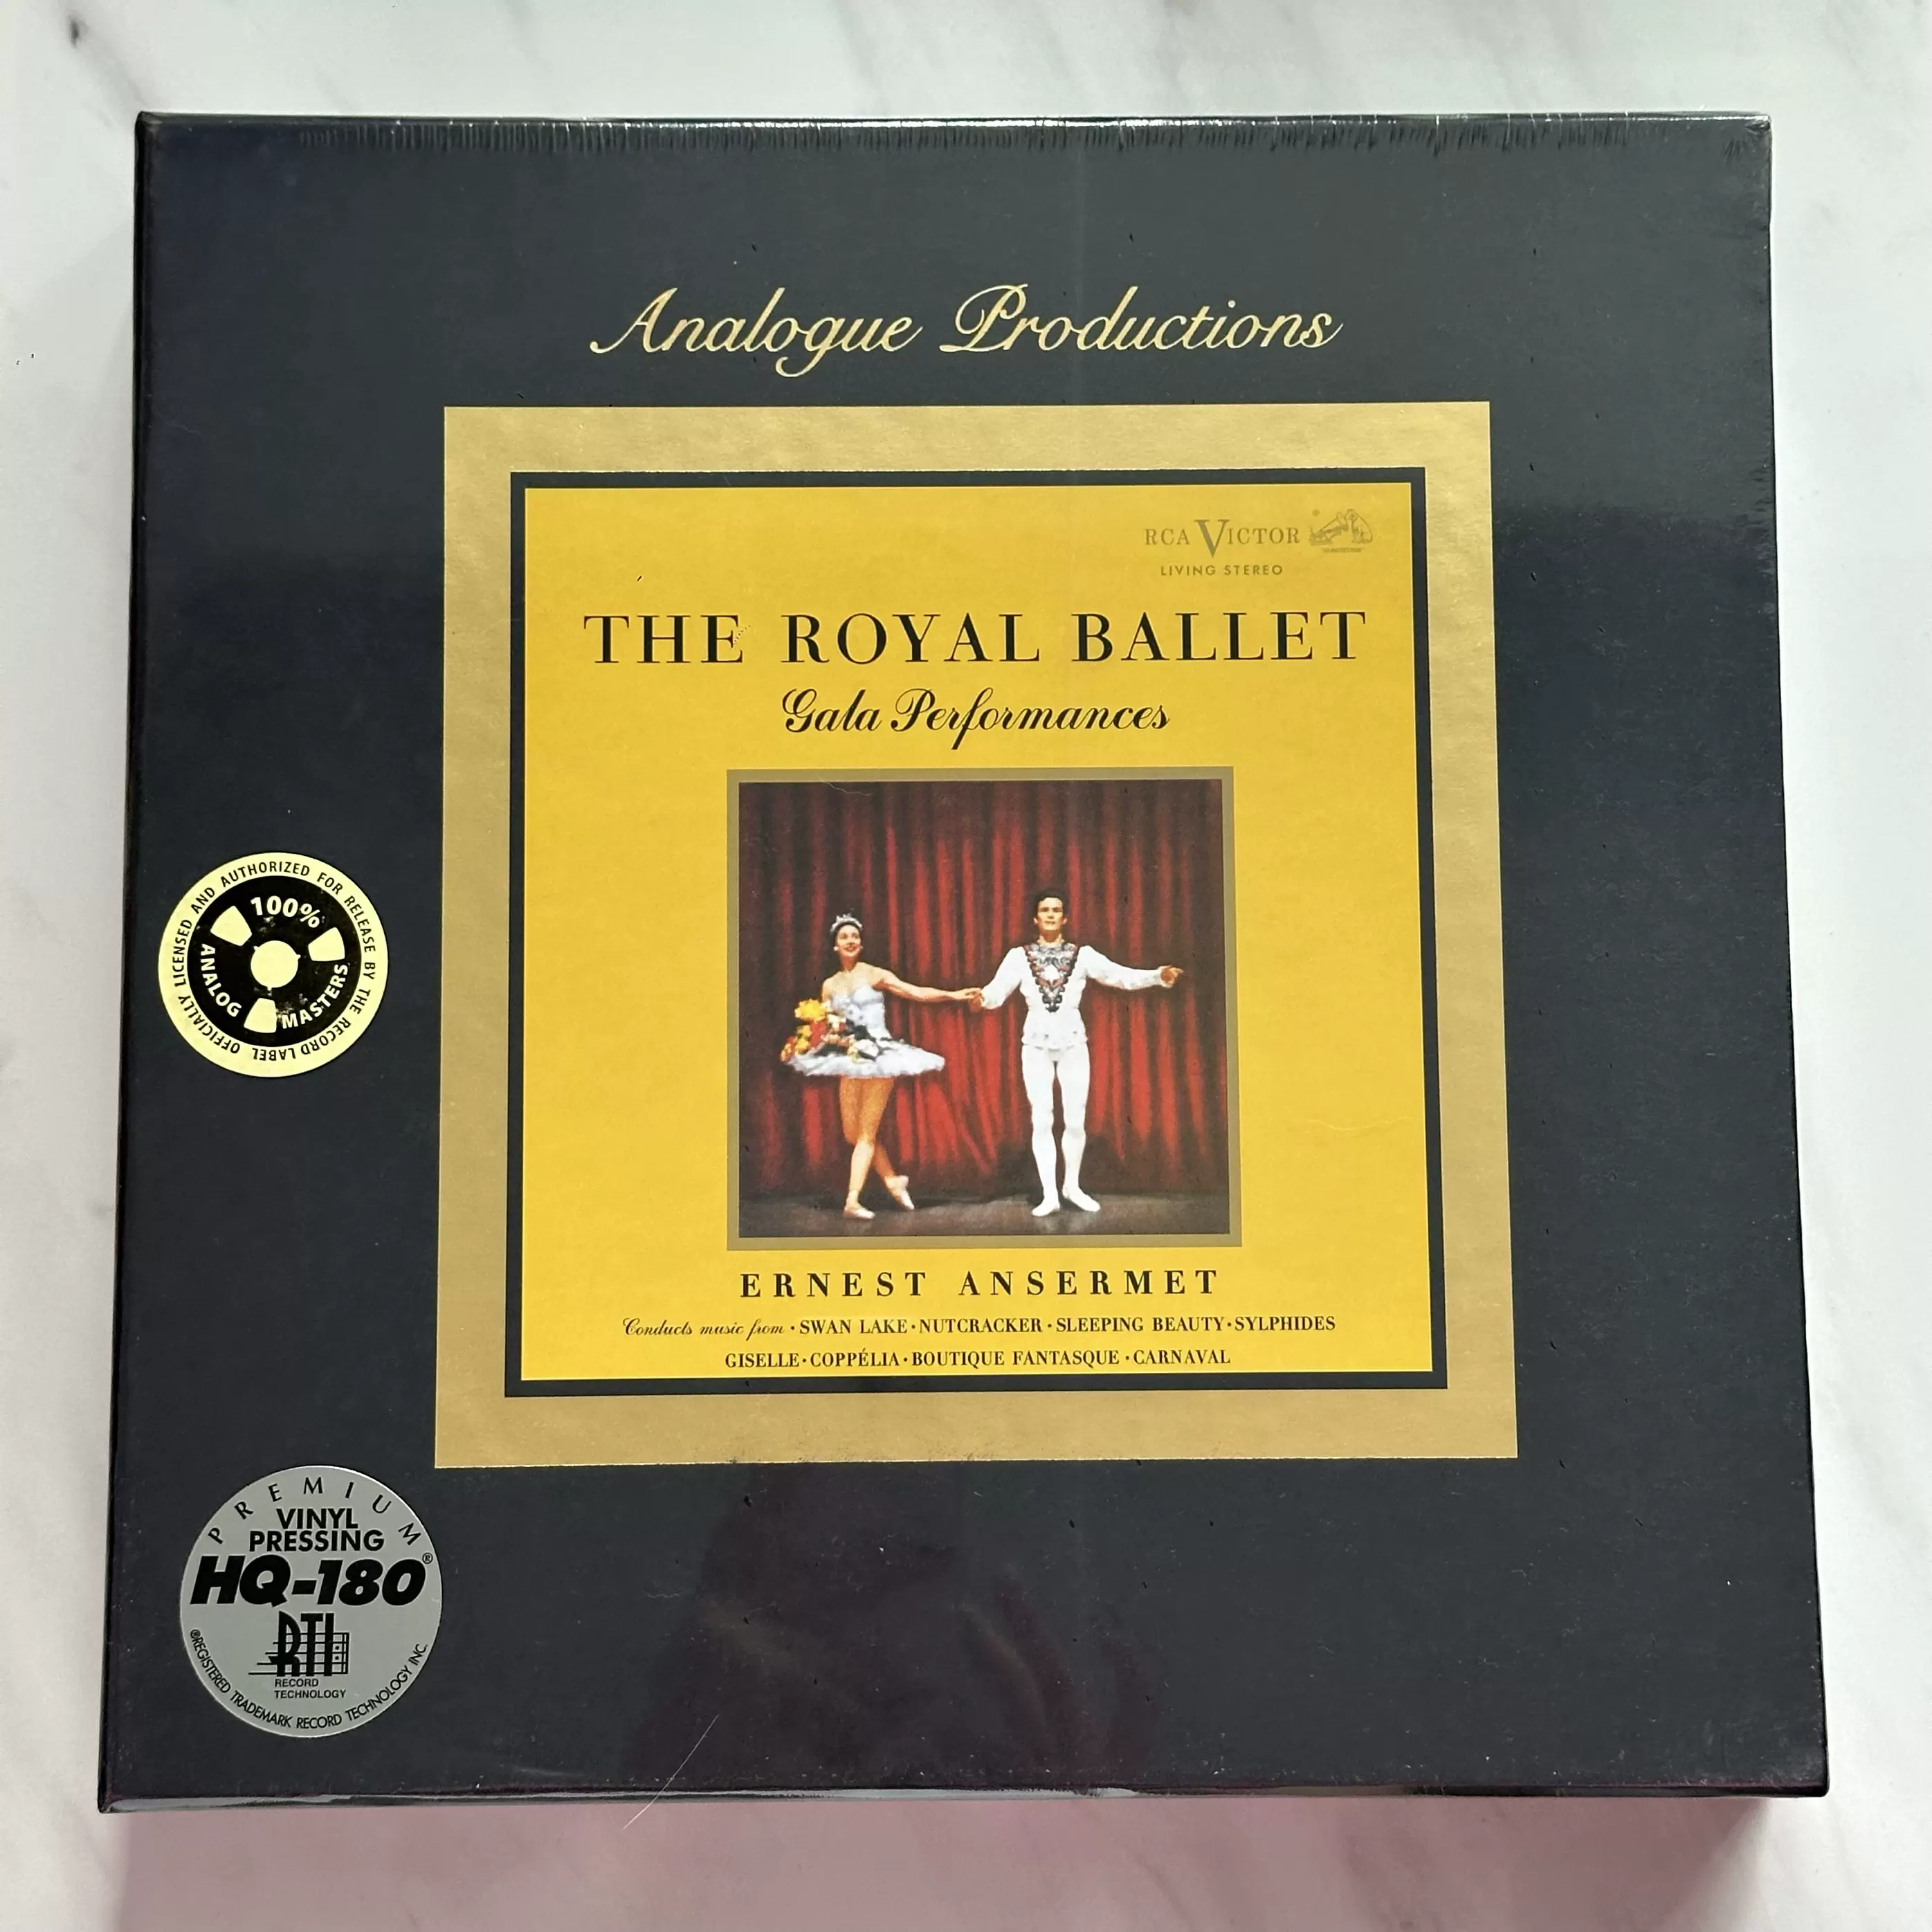 Analogue Productions
RCA VICTOR
LIVING STEREO
THE ROYAL BALLET
Gala Performances
OFFICIALLY LICENSED AND AUTHORIZED FOR RELEASE BY THE RECORD LABEL
100%
ANALOG MASTERS
ERNEST ANSERMET
Conducts music from • SWAN LAKE • NUTCRACKER • SLEEPING BEAUTY • SYLPHIDES
GISELLE • COPPÉLIA • BOUTIQUE FANTASQUE • CARNAVAL
PREMIUM
VINYL
PRESSING
HQ-180®
RTI
RECORD
TECHNOLOGY
®REGISTERED TRADEMARK RECORD TECHNOLOGY INC.